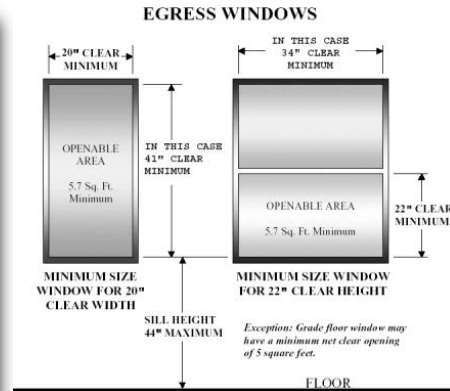 EGRESS WINDOWS
20" CLEAR
MINIMUM
IN THIS CASE
34" CLEAR
MINIMUM
OPENABLE
AREA
5.7 Sq. Ft.
Minimum
IN THIS CASE
41" CLEAR
MINIMUM
OPENABLE AREA
5.7 Sq. Ft. Minimum
22" CLEAR
MINIMUM
MINIMUM SIZE
WINDOW FOR 20"
CLEAR WIDTH
MINIMUM SIZE WINDOW
FOR 22" CLEAR HEIGHT
SILL HEIGHT
44" MAXIMUM
Exception: Grade floor window may
have a minimum net clear opening
of 5 square feet.
FLOOR